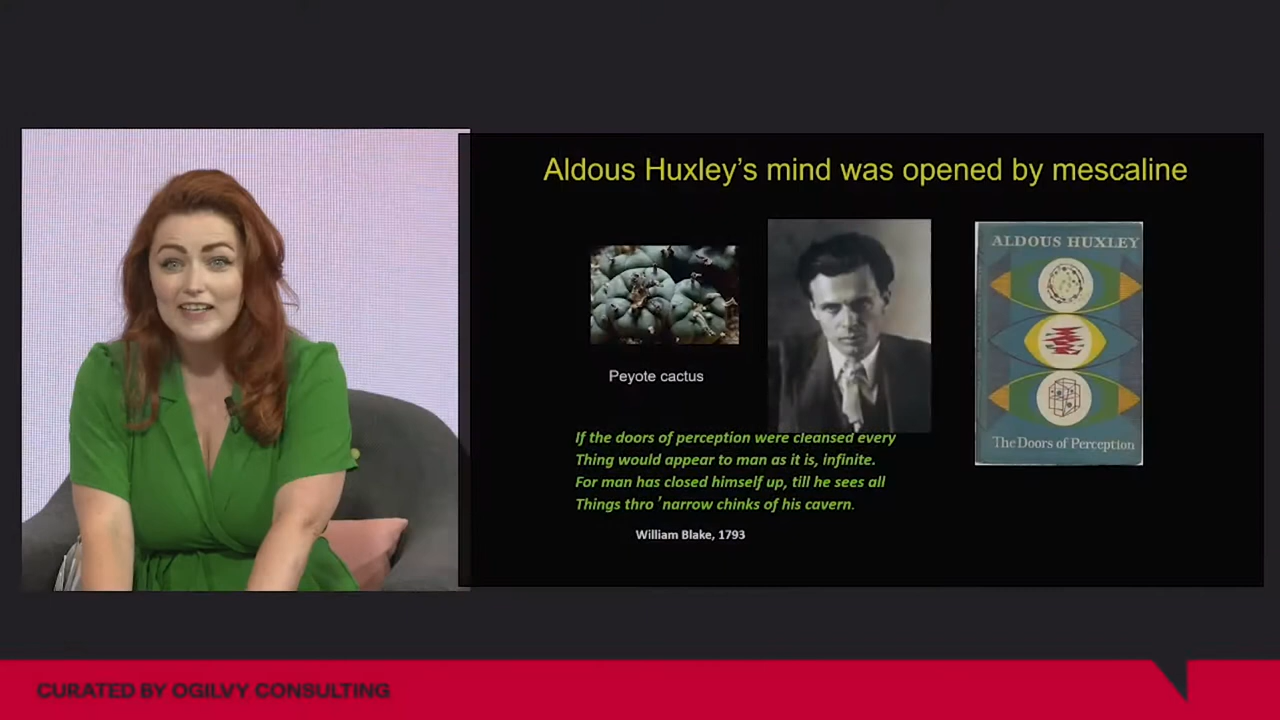 Aldous Huxley’s mind was opened by mescaline
ALDOUS HUXLEY
The Doors of Perception
Peyote cactus
If the doors of perception were cleansed every
Thing would appear to man as it is, infinite.
For man has closed himself up, till he sees all
Things thro ’narrow chinks of his cavern.
William Blake, 1793
CURATED BY OGILVY CONSULTING